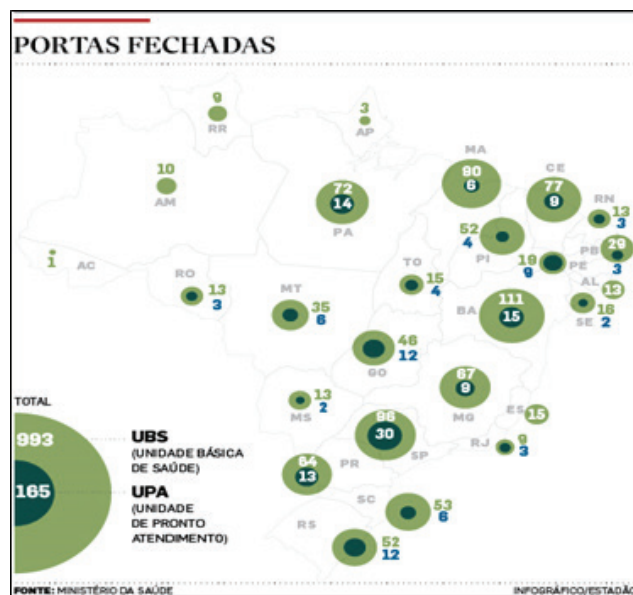 PORTAS FECHADAS
9
RR
3
AP
10
AM
72
14
PA
MA
80
6
CE
77
9
RN
13
3
52
4
PI
PB
29
3
19
9
PE
1
AC
RO
13
3
TO
15
4
AL
13
MT
35
6
BA
111
15
16
2
SE
46
12
GO
67
9
MG
ES
15
13
2
MS
96
30
SP
RJ
9
3
TOTAL
993
UBS
(UNIDADE BÁSICA
DE SAÚDE)
165
UPA
(UNIDADE
DE PRONTO
ATENDIMENTO)
PR
64
13
SC
53
6
RS
52
12
FONTE: MINISTÉRIO DA SAÚDE
INFOGRÁFICO/ESTADÃO